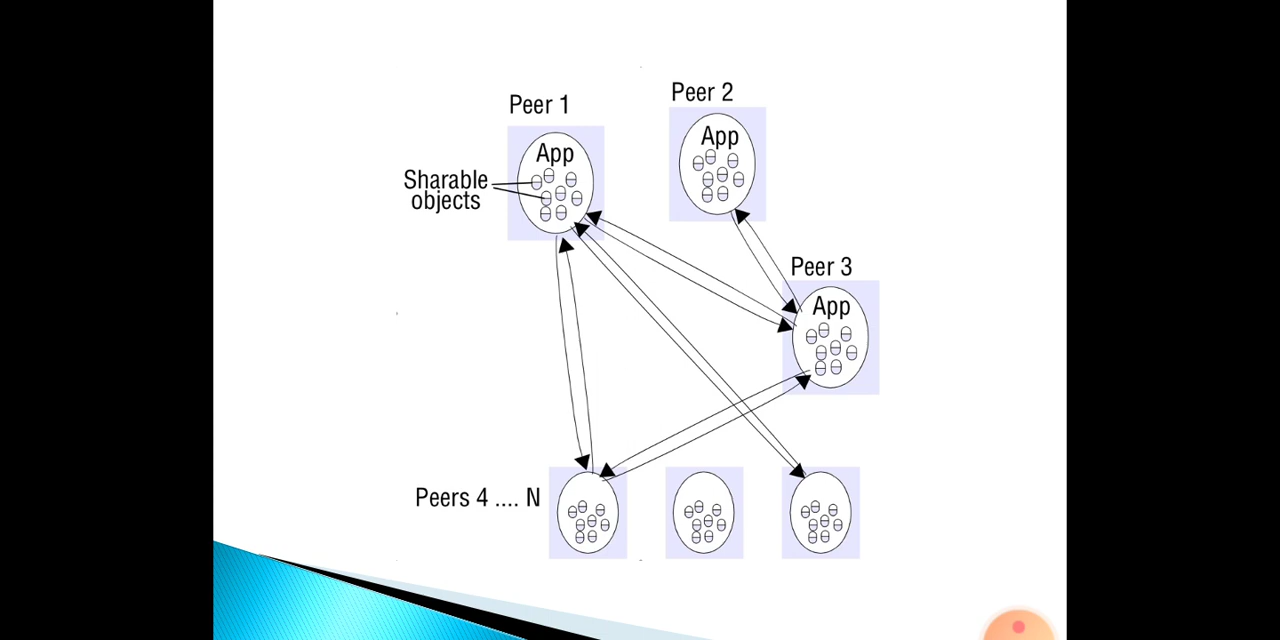 Peer 1
Peer 2
App
App
Sharable
objects
Peer 3
App
Peers 4 .... N